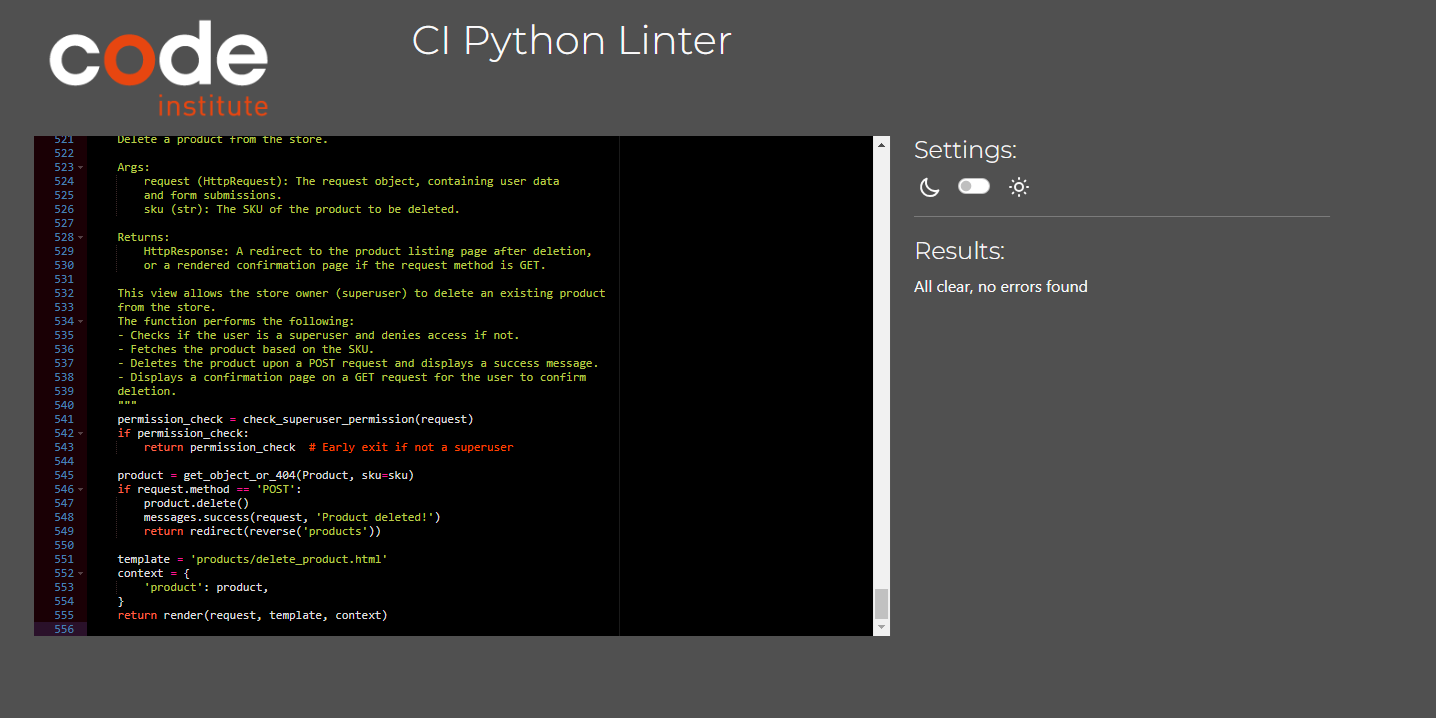 code
institute
CI Python Linter
521 Delete a product from the store.
522
523 Args:
524 request (HttpRequest): The request object, containing user data
525 and form submissions.
526 sku (str): The SKU of the product to be deleted.
527
528 Returns:
529 HttpResponse: A redirect to the product listing page after deletion,
530 or a rendered confirmation page if the request method is GET.
531
532 This view allows the store owner (superuser) to delete an existing product
533 from the store.
534 The function performs the following:
535 - Checks if the user is a superuser and denies access if not.
536 - Fetches the product based on the SKU.
537 - Deletes the product upon a POST request and displays a success message.
538 - Displays a confirmation page on a GET request for the user to confirm
539 deletion.
540 """
541 permission_check = check_superuser_permission(request)
542 if permission_check:
543 return permission_check  # Early exit if not a superuser
544
545 product = get_object_or_404(Product, sku=sku)
546 if request.method == 'POST':
547 product.delete()
548 messages.success(request, 'Product deleted!')
549 return redirect(reverse('products'))
550
551 template = 'products/delete_product.html'
552 context = {
553 'product': product,
554 }
555 return render(request, template, context)
556
Settings:
Results:
All clear, no errors found